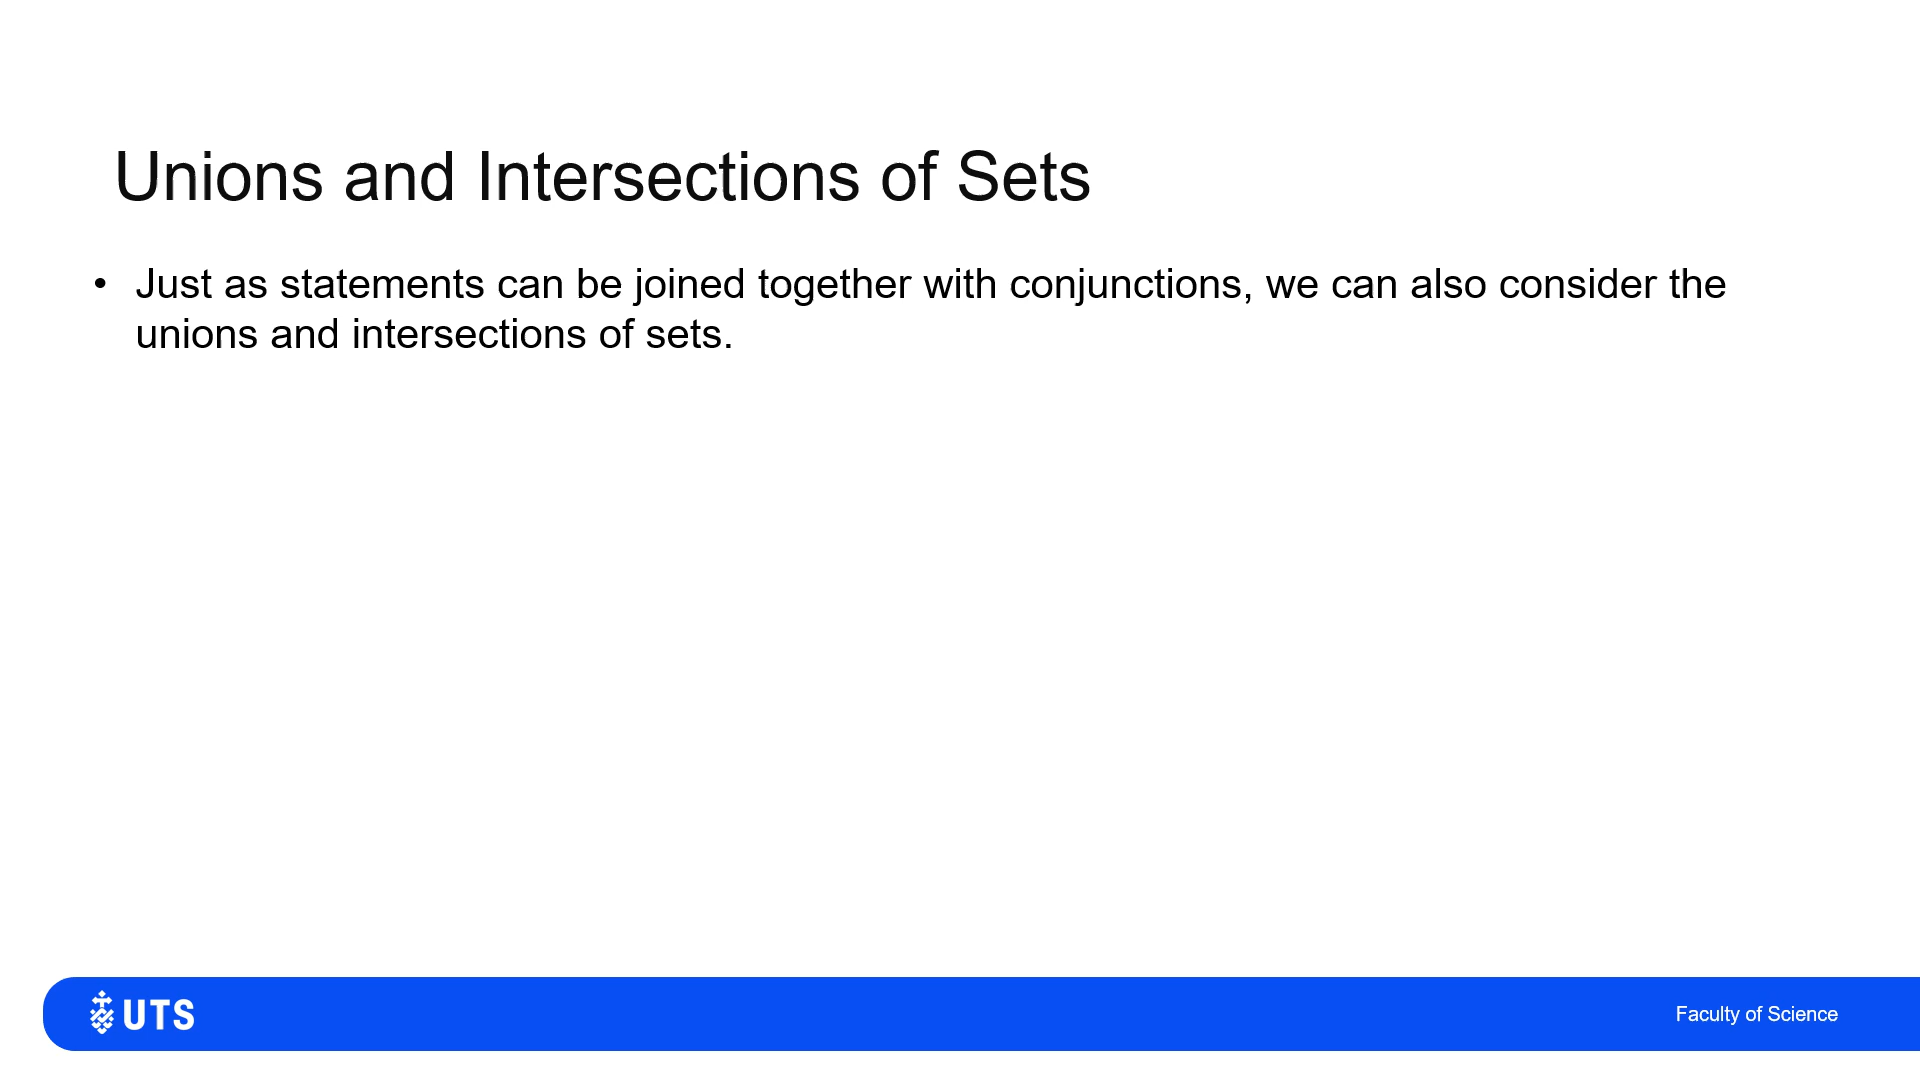 Unions and Intersections of Sets
• Just as statements can be joined together with conjunctions, we can also consider the
unions and intersections of sets.
UTS
Faculty of Science